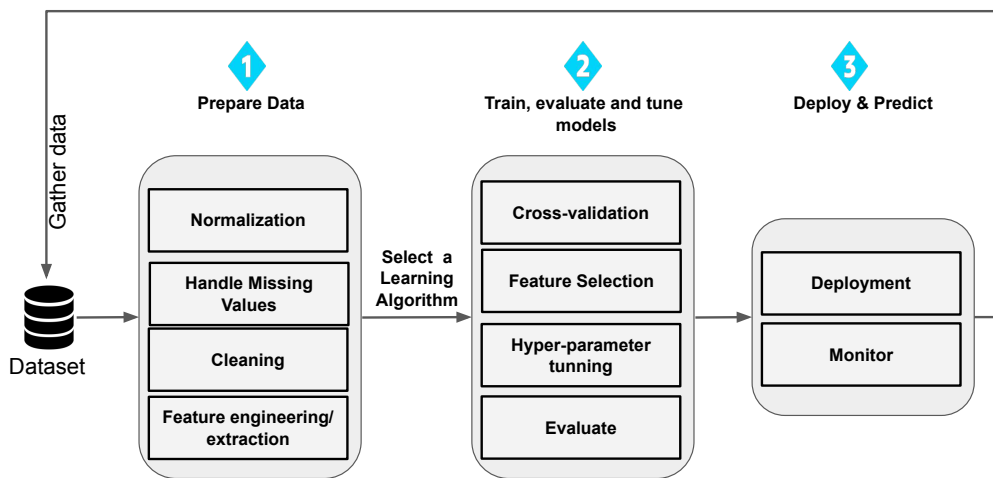 1
Prepare Data
2
Train, evaluate and tune
models
3
Deploy & Predict
Gather data
Dataset
Normalization
Handle Missing
Values
Cleaning
Feature engineering/
extraction
Select a
Learning
Algorithm
Cross-validation
Feature Selection
Hyper-parameter
tunning
Evaluate
Deployment
Monitor